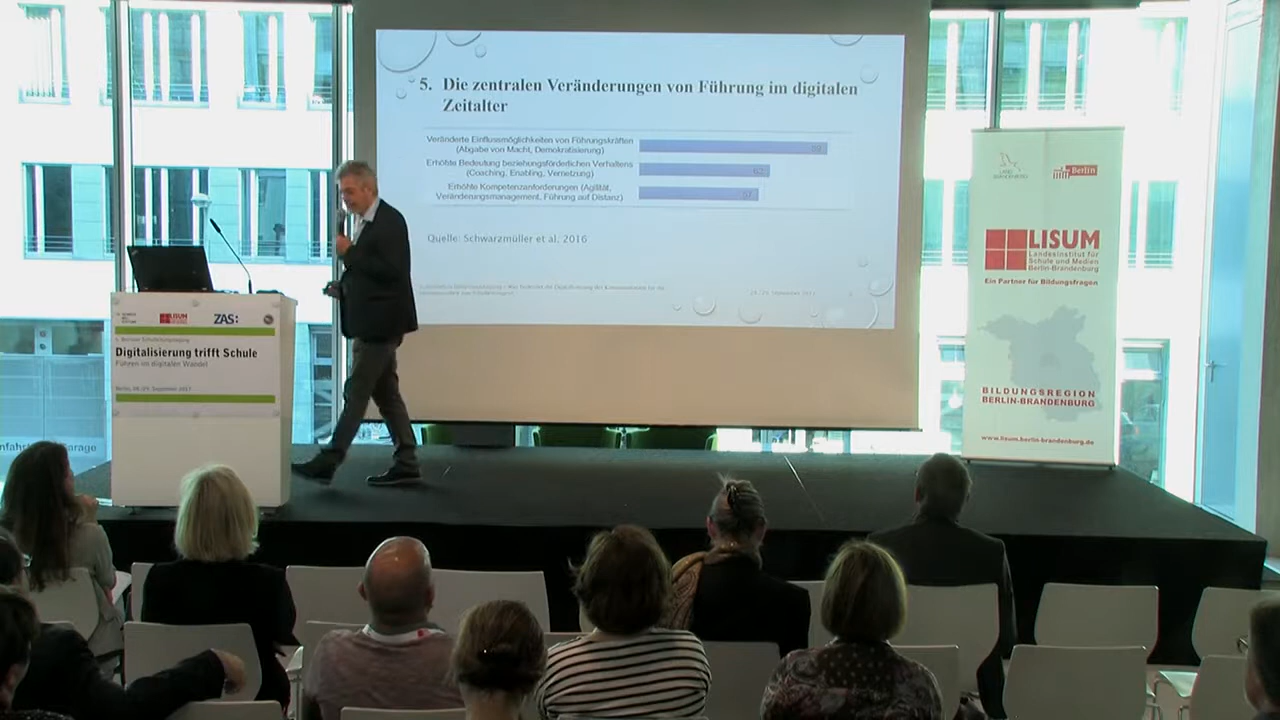 5. Die zentralen Veränderungen von Führung im digitalen
Zeitalter
Veränderte Einflussmöglichkeiten von Führungskräften
(Abgabe von Macht, Demokratisierung)
Erhöhte Bedeutung beziehungsförderlichen Verhaltens
(Coaching, Enabling, Vernetzung)
Erhöhte Kompetenzanforderungen (Agilität,
Veränderungsmanagement, Führung auf Distanz)
Quelle: Schwarzmüller et al. 2016
LAND
BRANDENBURG
Berlin
LISUM
Landesinstitut für
Schule und Medien
Berlin-Brandenburg
Ein Partner für Bildungsfragen
BILDUNGSREGION
BERLIN-BRANDENBURG
www.lisum.berlin-brandenburg.de
LISUM
ZAS:
Digitalisierung trifft Schule
Führen im digitalen Wandel